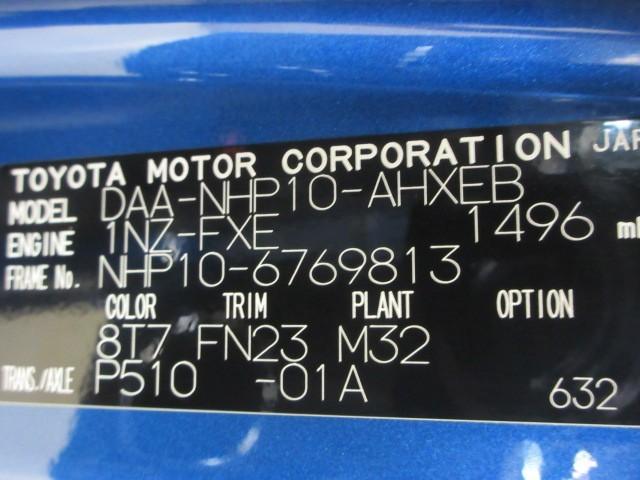 TOYOTA MOTOR CORPORATION JAP
MODEL DAA-NHP10-AHXEB
ENGINE 1NZ-FXE 1496 ml
FRAME No. NHP10-6769813
COLOR TRIM PLANT OPTION
8T7 FN23 M32
TRANS./AXLE P510 -01A 632